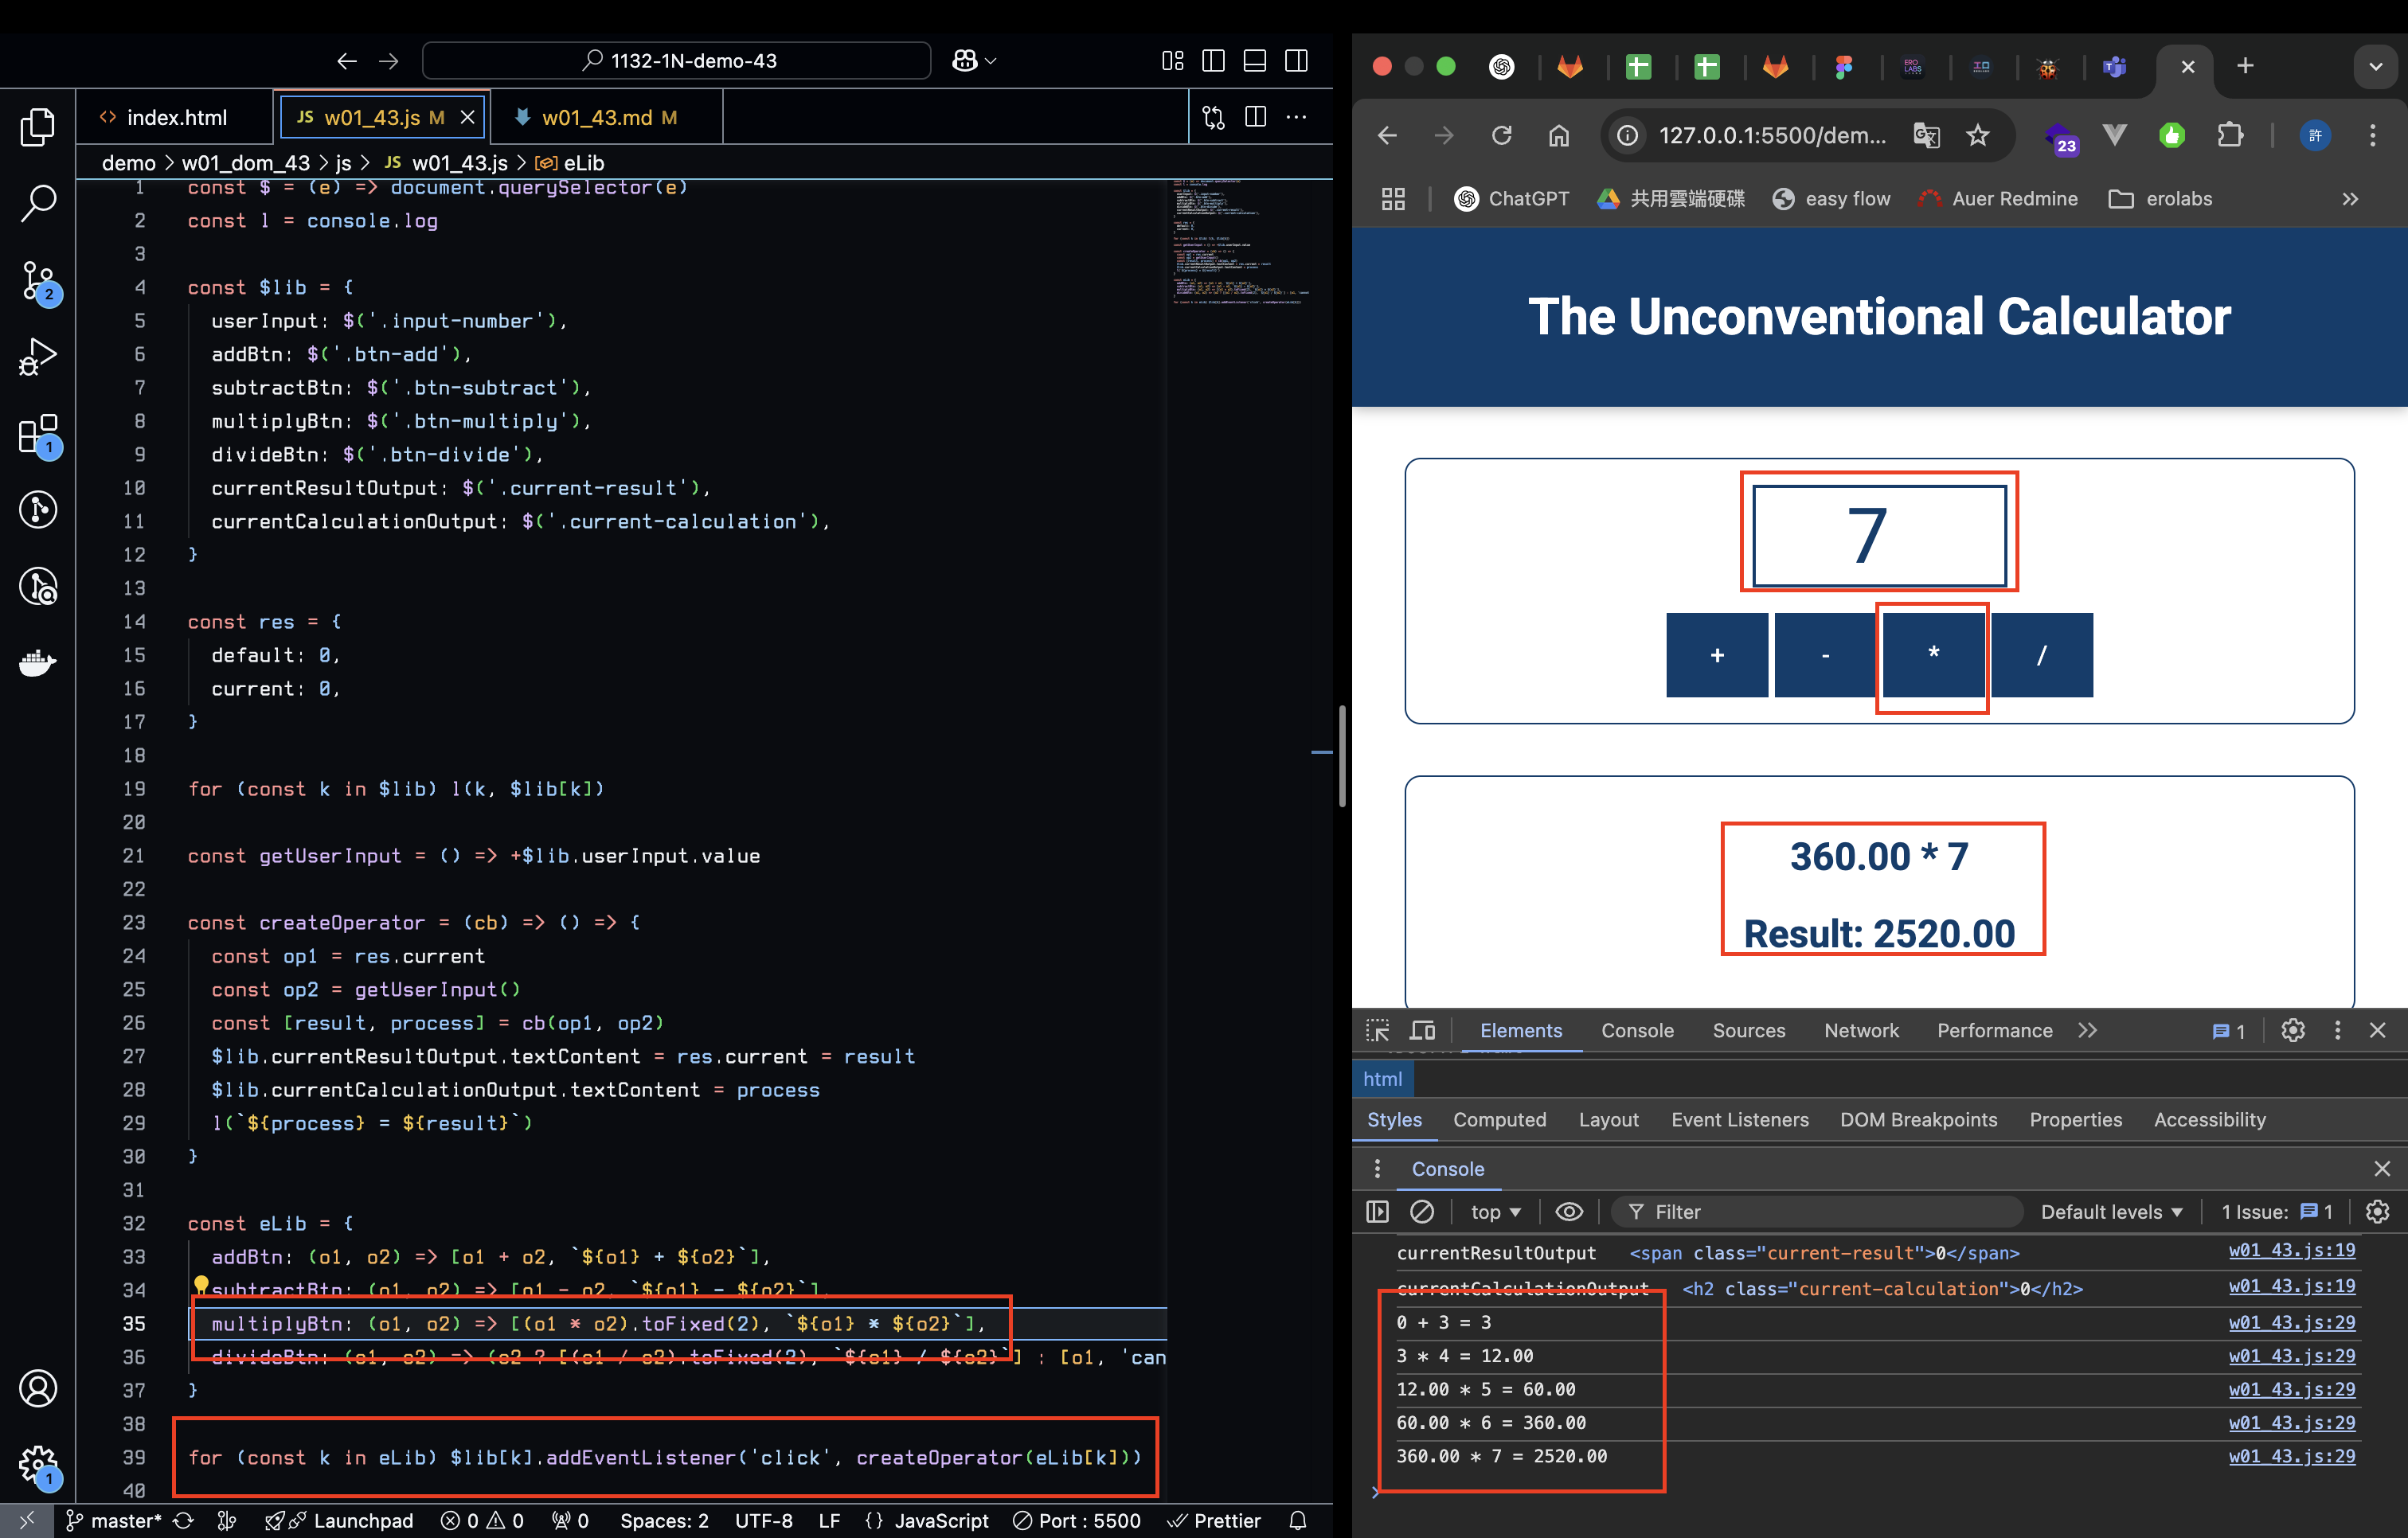 1132-1N-demo-43
index.html
JS w01_43.js M
w01_43.md M
demo > w01_dom_43 > js > JS w01_43.js > eLib
1 const $ = (e) => document.querySelector(e)
2 const l = console.log
3
4 const $lib = {
5 userInput: $('.input-number'),
6 addBtn: $('.btn-add'),
7 subtractBtn: $('.btn-subtract'),
8 multiplyBtn: $('.btn-multiply'),
9 divideBtn: $('.btn-divide'),
10 currentResultOutput: $('.current-result'),
11 currentCalculationOutput: $('.current-calculation'),
12 }
13
14 const res = {
15 default: 0,
16 current: 0,
17 }
18
19 for (const k in $lib) l(k, $lib[k])
20
21 const getUserInput = () => +$lib.userInput.value
22
23 const createOperator = (cb) => () => {
24 const op1 = res.current
25 const op2 = getUserInput()
26 const [result, process] = cb(op1, op2)
27 $lib.currentResultOutput.textContent = res.current = result
28 $lib.currentCalculationOutput.textContent = process
29 l(`${process} = ${result}`)
30 }
31
32 const eLib = {
33 addBtn: (o1, o2) => [o1 + o2, `${o1} + ${o2}`],
34 subtractBtn: (o1, o2) => [o1 - o2, `${o1} - ${o2}`],
35 multiplyBtn: (o1, o2) => [(o1 * o2).toFixed(2), `${o1} * ${o2}`],
36 divideBtn: (o1, o2) => (o2 ? [(o1 / o2).toFixed(2), `${o1} / ${o2}`] : [o1, 'can
37 }
38
39 for (const k in eLib) $lib[k].addEventListener('click', createOperator(eLib[k]))
40
2
1
1
master* Launchpad 0 0 0 Spaces: 2 UTF-8 LF {} JavaScript Port : 5500 Prettier
127.0.0.1:5500/dem...
23
許
ChatGPT 共用雲端硬碟 easy flow Auer Redmine erolabs
The Unconventional Calculator
7
+ - * /
360.00 * 7
Result: 2520.00
Elements Console Sources Network Performance 1
html
Styles Computed Layout Event Listeners DOM Breakpoints Properties Accessibility
Console
top Filter Default levels 1 Issue: 1
currentResultOutput <span class="current-result">0</span> w01_43.js:19
currentCalculationOutput <h2 class="current-calculation">0</h2> w01_43.js:19
0 + 3 = 3 w01_43.js:29
3 * 4 = 12.00 w01_43.js:29
12.00 * 5 = 60.00 w01_43.js:29
60.00 * 6 = 360.00 w01_43.js:29
360.00 * 7 = 2520.00 w01_43.js:29